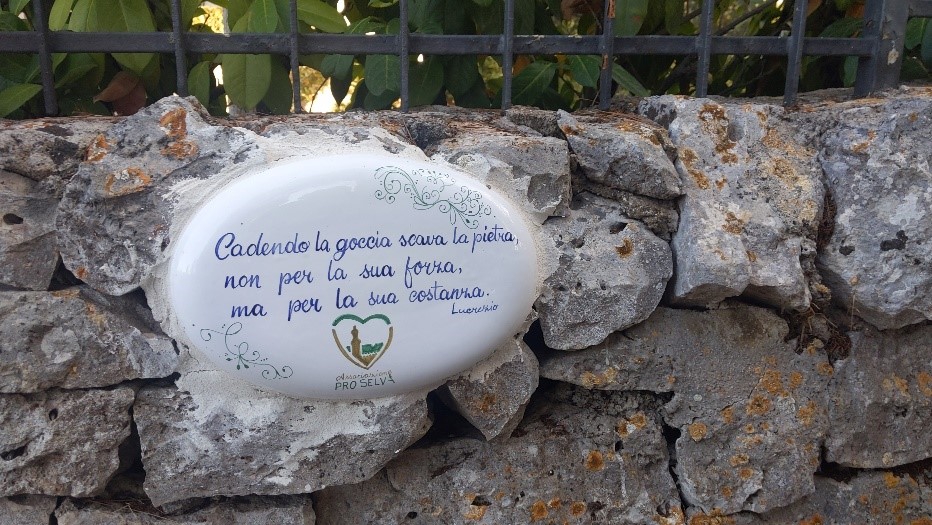 Cadendo la goccia scava la pietra,
non per la sua forza,
ma per la sua costanza.
Lucrezio
Associazione
PRO SELVA